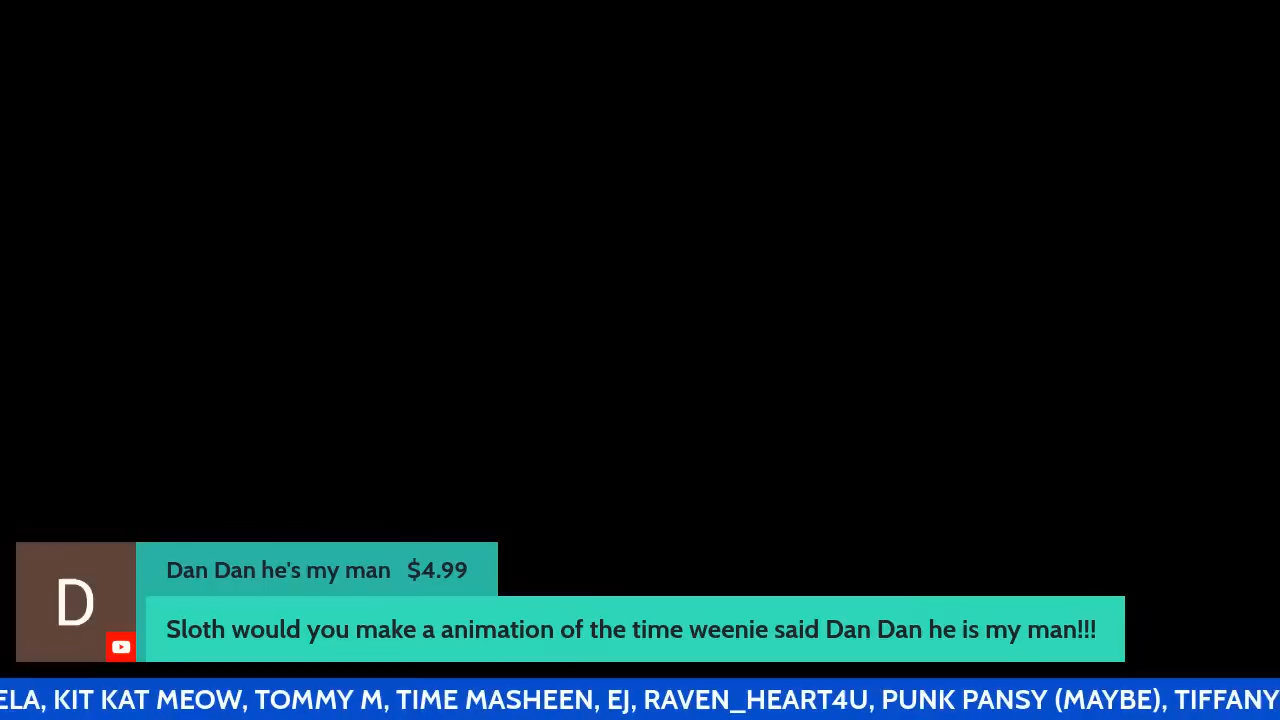 D
Dan Dan he's my man $4.99
Sloth would you make a animation of the time weenie said Dan Dan he is my man!!!
ELA, KIT KAT MEOW, TOMMY M, TIME MASHEEN, EJ, RAVEN_HEART4U, PUNK PANSY (MAYBE), TIFFANY